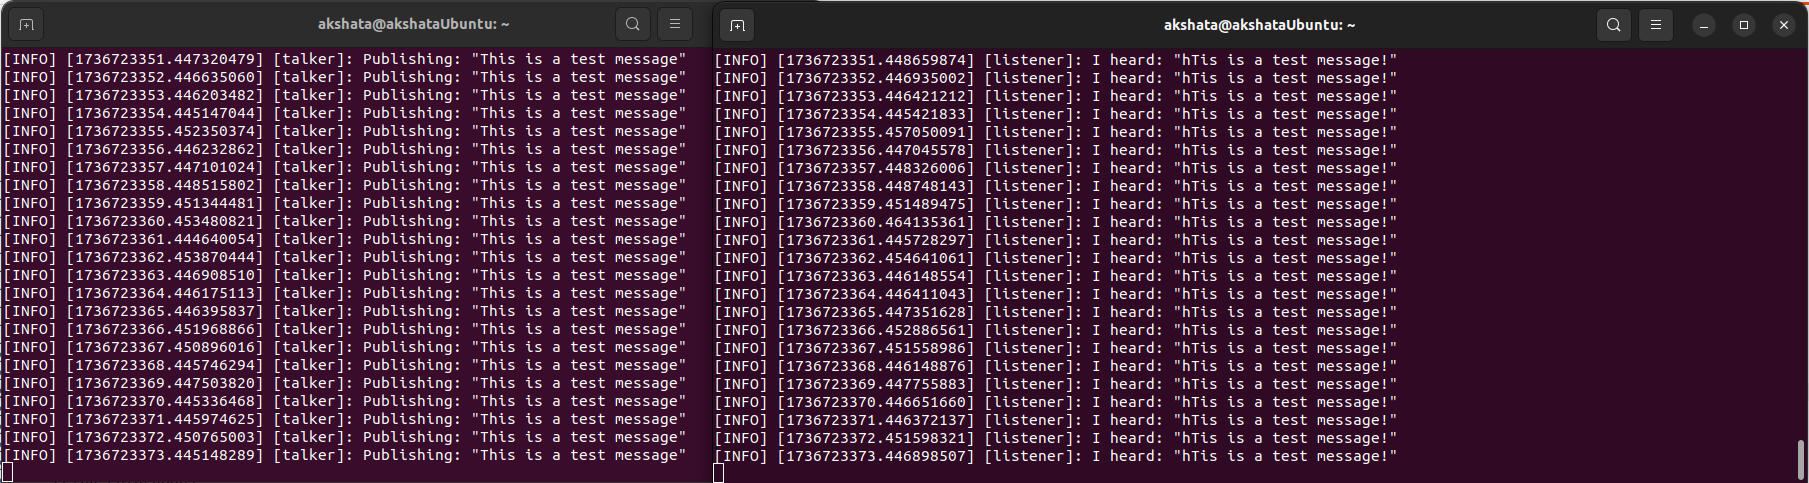 akshata@akshataUbuntu: ~
[INFO] [1736723351.447320479] [talker]: Publishing: "This is a test message"
[INFO] [1736723352.446635060] [talker]: Publishing: "This is a test message"
[INFO] [1736723353.446203482] [talker]: Publishing: "This is a test message"
[INFO] [1736723354.445147044] [talker]: Publishing: "This is a test message"
[INFO] [1736723355.452350374] [talker]: Publishing: "This is a test message"
[INFO] [1736723356.446232862] [talker]: Publishing: "This is a test message"
[INFO] [1736723357.447101024] [talker]: Publishing: "This is a test message"
[INFO] [1736723358.448515802] [talker]: Publishing: "This is a test message"
[INFO] [1736723359.451344481] [talker]: Publishing: "This is a test message"
[INFO] [1736723360.453480821] [talker]: Publishing: "This is a test message"
[INFO] [1736723361.444640054] [talker]: Publishing: "This is a test message"
[INFO] [1736723362.453870444] [talker]: Publishing: "This is a test message"
[INFO] [1736723363.446908510] [talker]: Publishing: "This is a test message"
[INFO] [1736723364.446175113] [talker]: Publishing: "This is a test message"
[INFO] [1736723365.446395837] [talker]: Publishing: "This is a test message"
[INFO] [1736723366.451968866] [talker]: Publishing: "This is a test message"
[INFO] [1736723367.450896016] [talker]: Publishing: "This is a test message"
[INFO] [1736723368.445746294] [talker]: Publishing: "This is a test message"
[INFO] [1736723369.447503820] [talker]: Publishing: "This is a test message"
[INFO] [1736723370.445336468] [talker]: Publishing: "This is a test message"
[INFO] [1736723371.445974625] [talker]: Publishing: "This is a test message"
[INFO] [1736723372.450765003] [talker]: Publishing: "This is a test message"
[INFO] [1736723373.445148289] [talker]: Publishing: "This is a test message"
akshata@akshataUbuntu: ~
[INFO] [1736723351.448659874] [listener]: I heard: "hTis is a test message!"
[INFO] [1736723352.446935002] [listener]: I heard: "hTis is a test message!"
[INFO] [1736723353.446421212] [listener]: I heard: "hTis is a test message!"
[INFO] [1736723354.445421833] [listener]: I heard: "hTis is a test message!"
[INFO] [1736723355.457050091] [listener]: I heard: "hTis is a test message!"
[INFO] [1736723356.447045578] [listener]: I heard: "hTis is a test message!"
[INFO] [1736723357.448326006] [listener]: I heard: "hTis is a test message!"
[INFO] [1736723358.448748143] [listener]: I heard: "hTis is a test message!"
[INFO] [1736723359.451489475] [listener]: I heard: "hTis is a test message!"
[INFO] [1736723360.464135361] [listener]: I heard: "hTis is a test message!"
[INFO] [1736723361.445728297] [listener]: I heard: "hTis is a test message!"
[INFO] [1736723362.454641061] [listener]: I heard: "hTis is a test message!"
[INFO] [1736723363.446148554] [listener]: I heard: "hTis is a test message!"
[INFO] [1736723364.446411043] [listener]: I heard: "hTis is a test message!"
[INFO] [1736723365.447351628] [listener]: I heard: "hTis is a test message!"
[INFO] [1736723366.452886561] [listener]: I heard: "hTis is a test message!"
[INFO] [1736723367.451558986] [listener]: I heard: "hTis is a test message!"
[INFO] [1736723368.446148876] [listener]: I heard: "hTis is a test message!"
[INFO] [1736723369.447755883] [listener]: I heard: "hTis is a test message!"
[INFO] [1736723370.446651660] [listener]: I heard: "hTis is a test message!"
[INFO] [1736723371.446372137] [listener]: I heard: "hTis is a test message!"
[INFO] [1736723372.451598321] [listener]: I heard: "hTis is a test message!"
[INFO] [1736723373.446898507] [listener]: I heard: "hTis is a test message!"